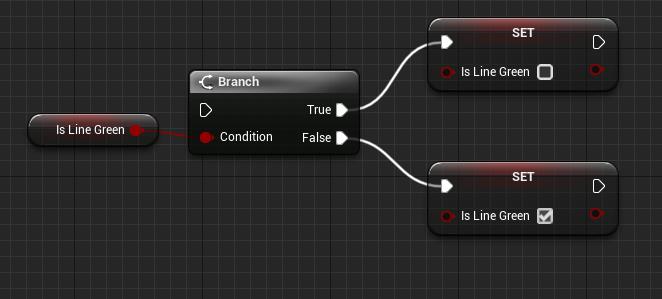 SET
Is Line Green
Branch
True
Is Line Green
Condition
False
SET
Is Line Green